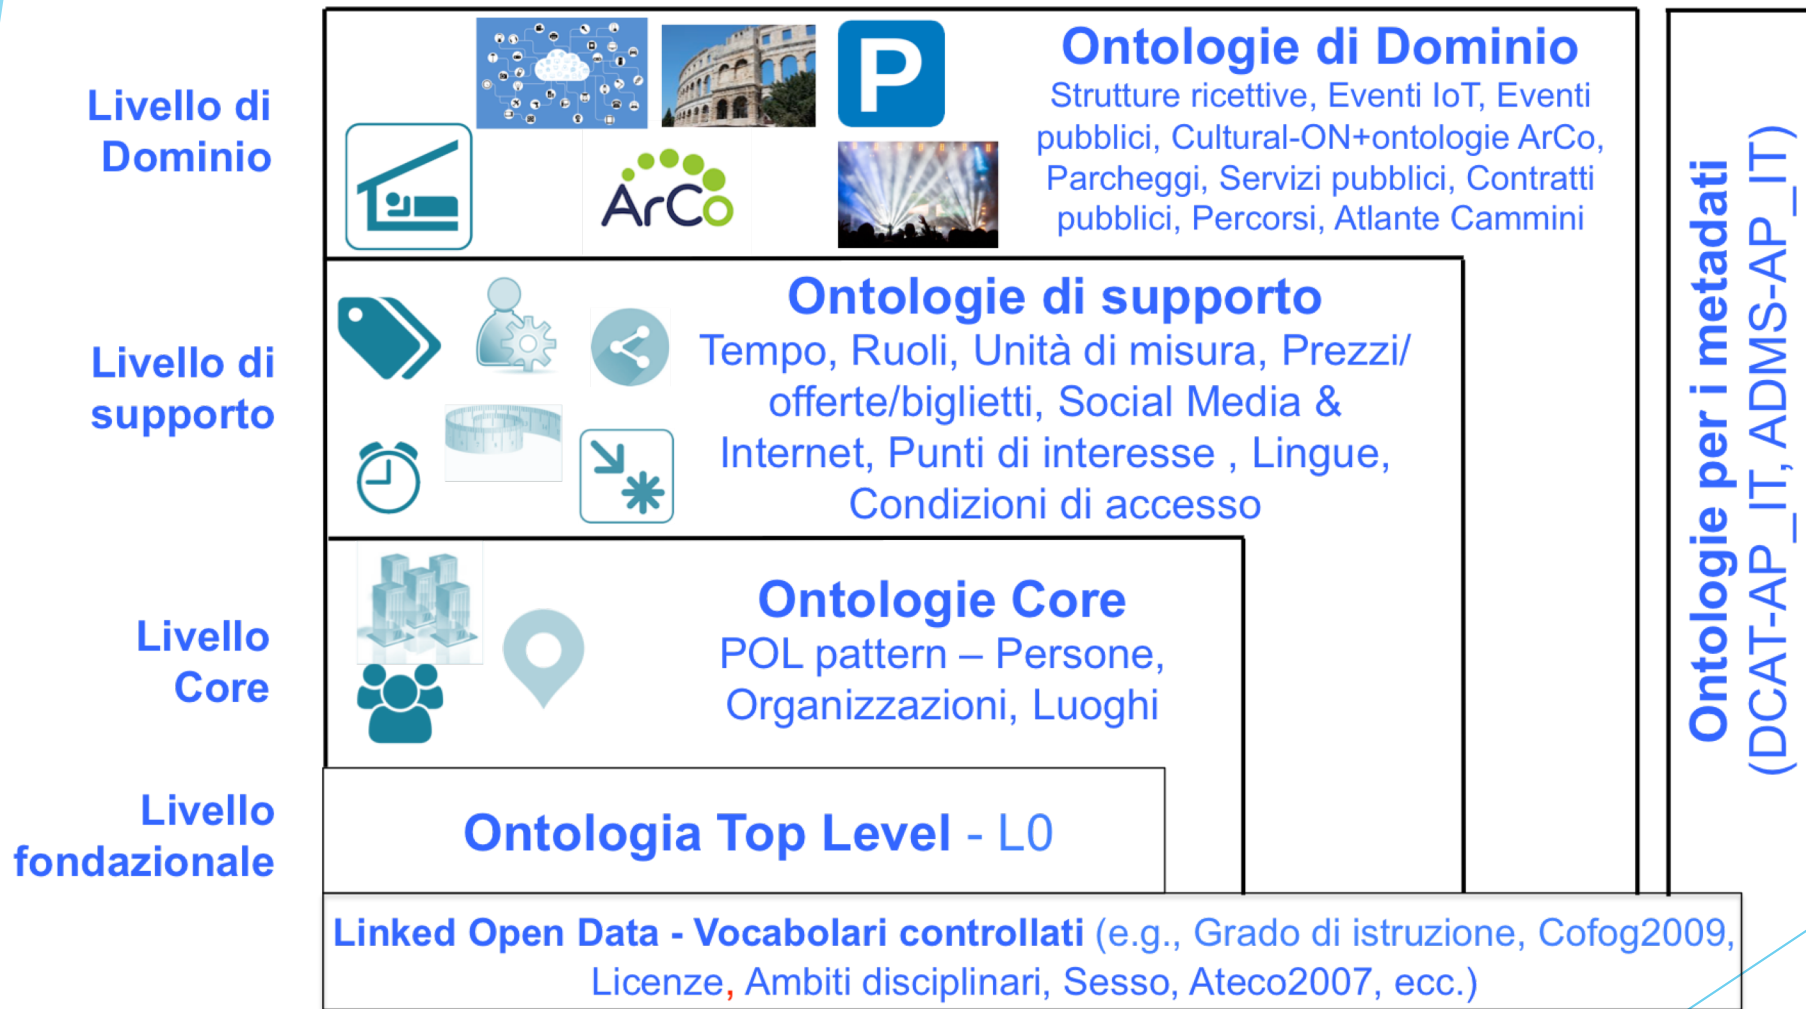 Livello di
Dominio
P
ArCo
Ontologie di Dominio
Strutture ricettive, Eventi IoT, Eventi
pubblici, Cultural-ON+ontologie ArCo,
Parcheggi, Servizi pubblici, Contratti
pubblici, Percorsi, Atlante Cammini
Livello di
supporto
Ontologie di supporto
Tempo, Ruoli, Unità di misura, Prezzi/
offerte/biglietti, Social Media &
Internet, Punti di interesse , Lingue,
Condizioni di accesso
Livello
Core
Ontologie Core
POL pattern – Persone,
Organizzazioni, Luoghi
Livello
fondazionale
Ontologia Top Level - L0
Linked Open Data - Vocabolari controllati (e.g., Grado di istruzione, Cofog2009,
Licenze, Ambiti disciplinari, Sesso, Ateco2007, ecc.)
Ontologie per i metadati
(DCAT-AP_IT, ADMS-AP_IT)